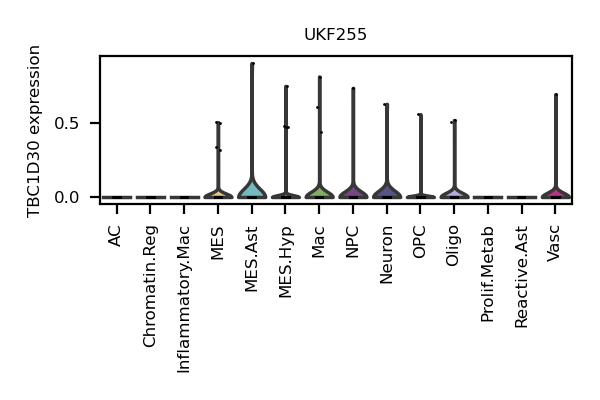 UKF255
TBC1D30 expression
0.5
0.0
AC
Chromatin.Reg
Inflammatory.Mac
MES
MES.Ast
MES.Hyp
Mac
NPC
Neuron
OPC
Oligo
Prolif.Metab
Reactive.Ast
Vasc